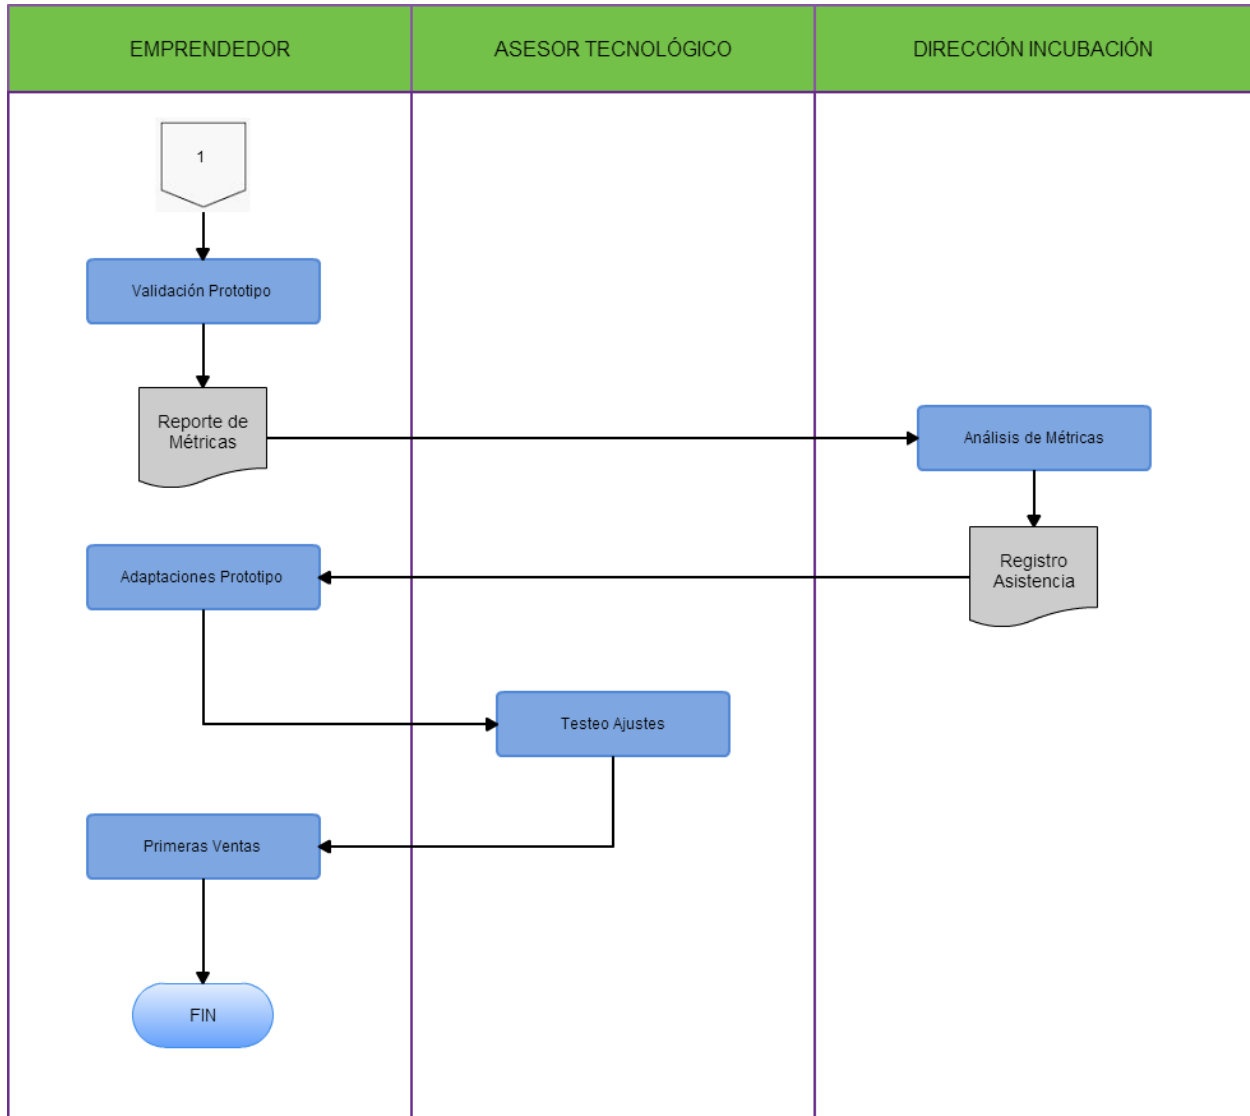 EMPRENDEDOR
ASESOR TECNOLÓGICO
DIRECCIÓN INCUBACIÓN
1
Validación Prototipo
Reporte de
Métricas
Análisis de Métricas
Registro
Asistencia
Adaptaciones Prototipo
Testeo Ajustes
Primeras Ventas
FIN